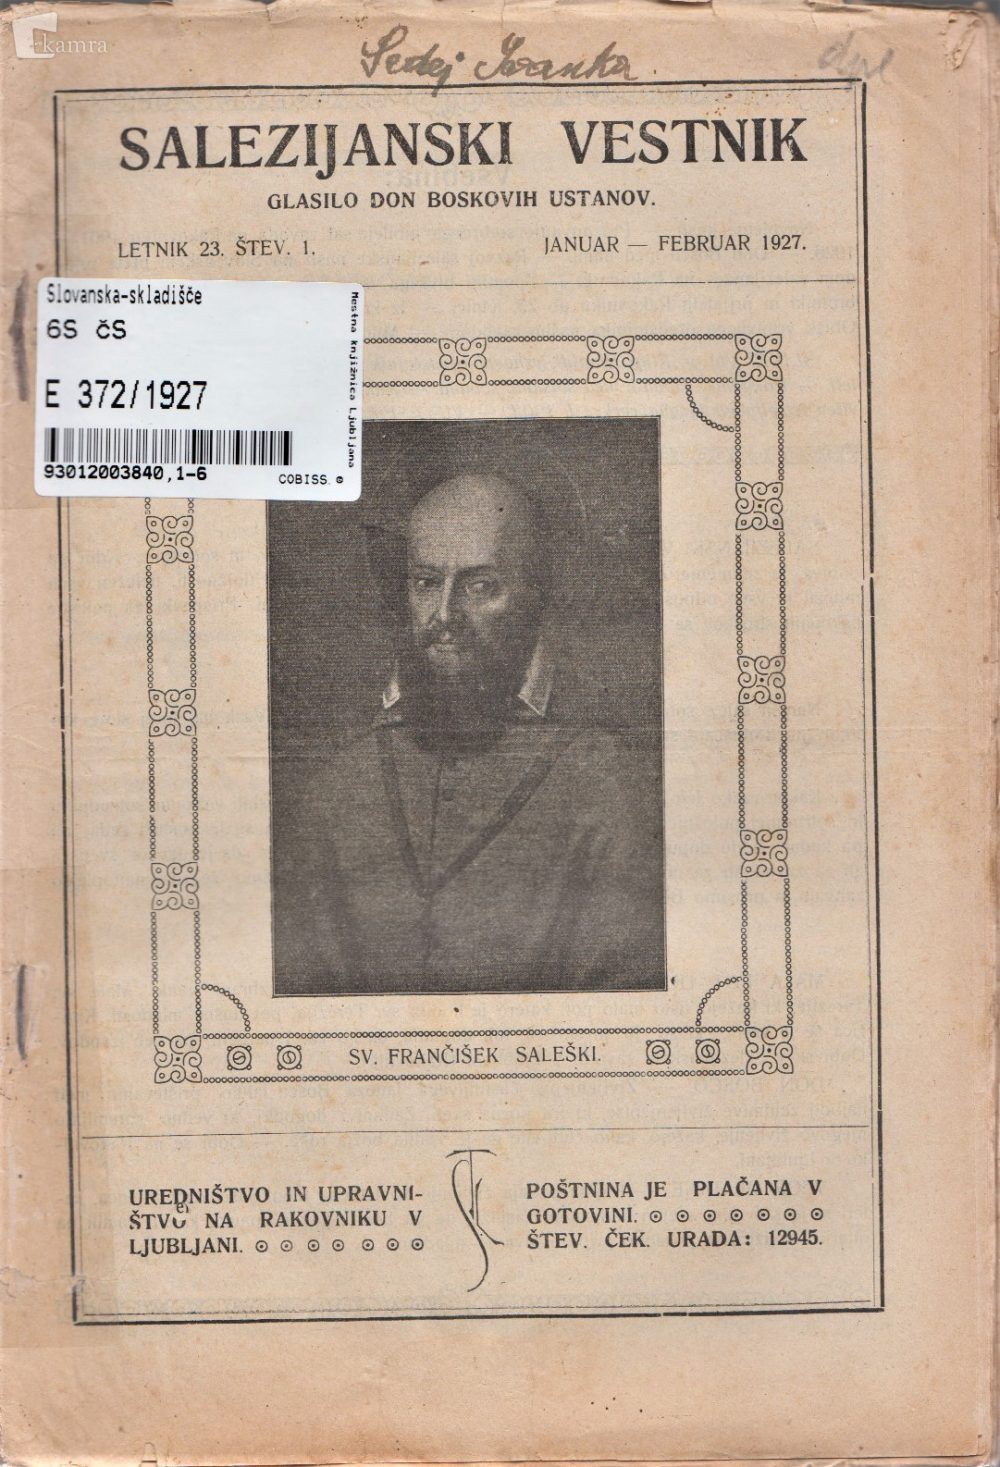 kamra
Sedej Ivanka
SALEZIJANSKI VESTNIK
GLASILO DON BOSKOVIH USTANOV.
LETNIK 23. ŠTEV. 1.
JANUAR — FEBRUAR 1927.
Slovanska-skladišče
6S čS
E 372/1927
93012003840,1-6
COBISS
Mestna knjižnica Ljubljana
SV. FRANČIŠEK SALEŠKI.
UREDNIŠTVO IN UPRAVNI-
ŠTVO NA RAKOVNIKU V
LJUBLJANI.
POŠTNINA JE PLAČANA V
GOTOVINI.
ŠTEV. ČEK. URADA: 12945.